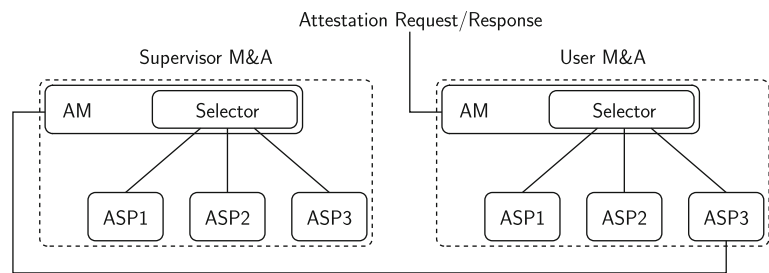 Attestation Request/Response
Supervisor M&A
User M&A
AM
Selector
AM
Selector
ASP1
ASP2
ASP3
ASP1
ASP2
ASP3